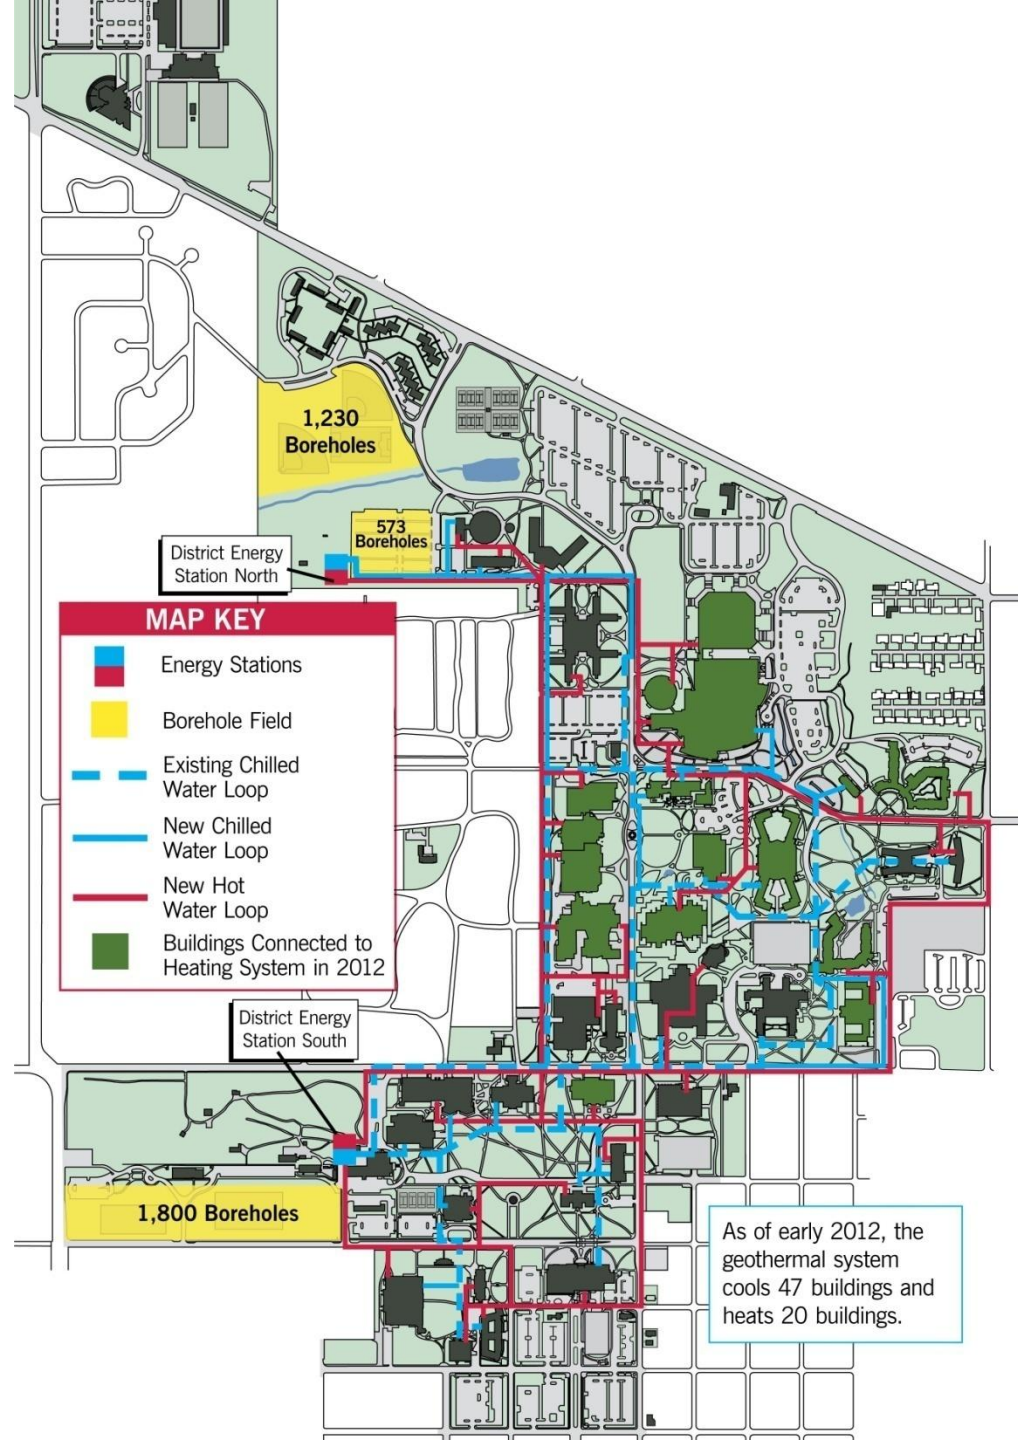 1,230
Boreholes
573
Boreholes
District Energy
Station North
MAP KEY
Energy Stations
Borehole Field
Existing Chilled
Water Loop
New Chilled
Water Loop
New Hot
Water Loop
Buildings Connected to
Heating System in 2012
District Energy
Station South
1,800 Boreholes
As of early 2012, the
geothermal system
cools 47 buildings and
heats 20 buildings.